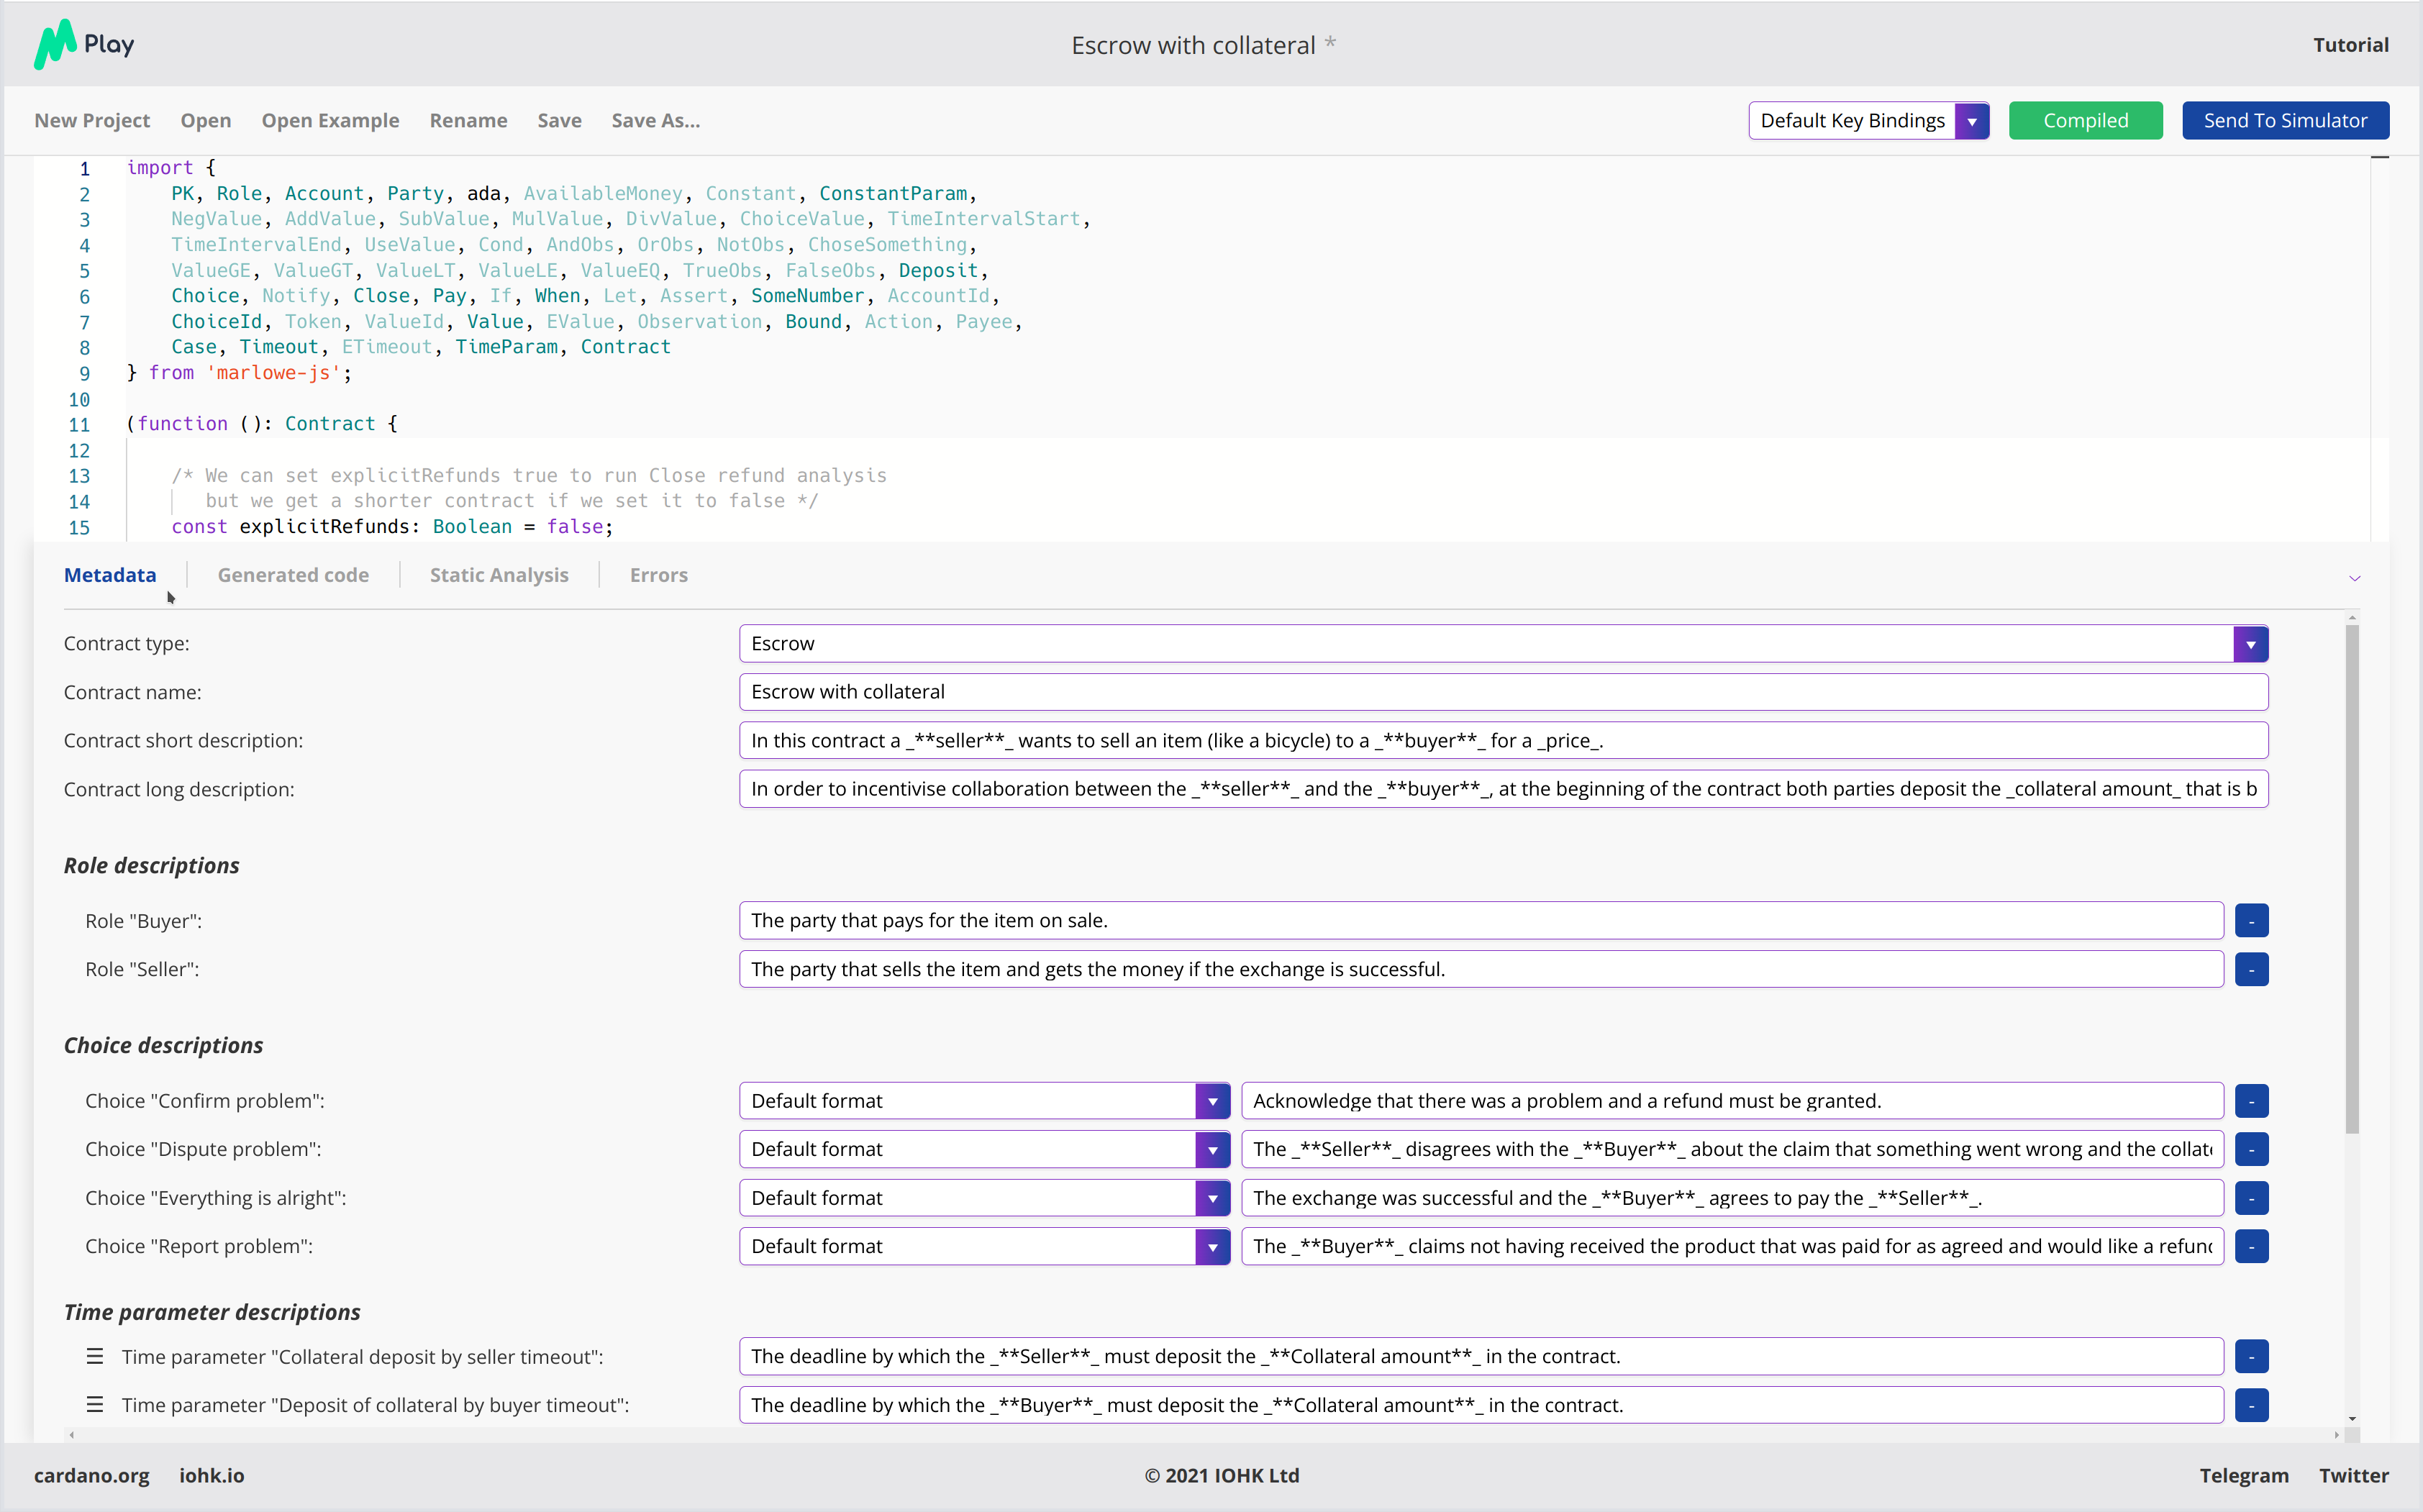 Play
Escrow with collateral *
Tutorial
New Project Open Open Example Rename Save Save As...
Default Key Bindings
Compiled
Send To Simulator
1 import {
2 PK, Role, Account, Party, ada, AvailableMoney, Constant, ConstantParam,
3 NegValue, AddValue, SubValue, MulValue, DivValue, ChoiceValue, TimeIntervalStart,
4 TimeIntervalEnd, UseValue, Cond, AndObs, OrObs, NotObs, ChoseSomething,
5 ValueGE, ValueGT, ValueLT, ValueLE, ValueEQ, TrueObs, FalseObs, Deposit,
6 Choice, Notify, Close, Pay, If, When, Let, Assert, SomeNumber, AccountId,
7 ChoiceId, Token, ValueId, Value, EValue, Observation, Bound, Action, Payee,
8 Case, Timeout, ETimeout, TimeParam, Contract
9 } from 'marlowe-js';
10
11 (function (): Contract {
12
13 /* We can set explicitRefunds true to run Close refund analysis
14 but we get a shorter contract if we set it to false */
15 const explicitRefunds: Boolean = false;
Metadata Generated code Static Analysis Errors
Contract type: Escrow
Contract name: Escrow with collateral
Contract short description: In this contract a _**seller**_ wants to sell an item (like a bicycle) to a _**buyer**_ for a _price_.
Contract long description: In order to incentivise collaboration between the _**seller**_ and the _**buyer**_, at the beginning of the contract both parties deposit the _collateral amount_ that is b
Role descriptions
Role "Buyer": The party that pays for the item on sale. -
Role "Seller": The party that sells the item and gets the money if the exchange is successful. -
Choice descriptions
Choice "Confirm problem": Default format Acknowledge that there was a problem and a refund must be granted. -
Choice "Dispute problem": Default format The _**Seller**_ disagrees with the _**Buyer**_ about the claim that something went wrong and the collat -
Choice "Everything is alright": Default format The exchange was successful and the _**Buyer**_ agrees to pay the _**Seller**_. -
Choice "Report problem": Default format The _**Buyer**_ claims not having received the product that was paid for as agreed and would like a refun -
Time parameter descriptions
Time parameter "Collateral deposit by seller timeout": The deadline by which the _**Seller**_ must deposit the _**Collateral amount**_ in the contract. -
Time parameter "Deposit of collateral by buyer timeout": The deadline by which the _**Buyer**_ must deposit the _**Collateral amount**_ in the contract. -
cardano.org iohk.io
© 2021 IOHK Ltd
Telegram Twitter